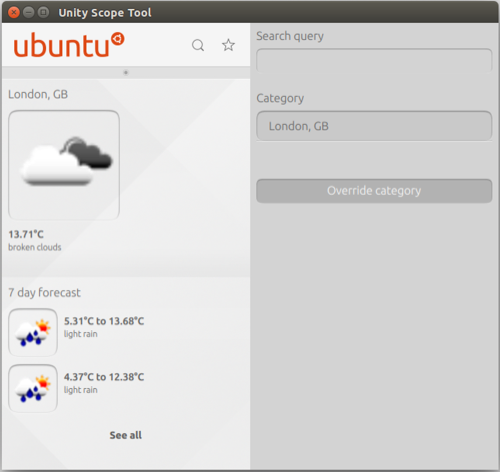 Unity Scope Tool
ubuntu
London, GB
13.71°C
broken clouds
7 day forecast
5.31°C to 13.68°C
light rain
4.37°C to 12.38°C
light rain
See all
Search query
Category
London, GB
Override category